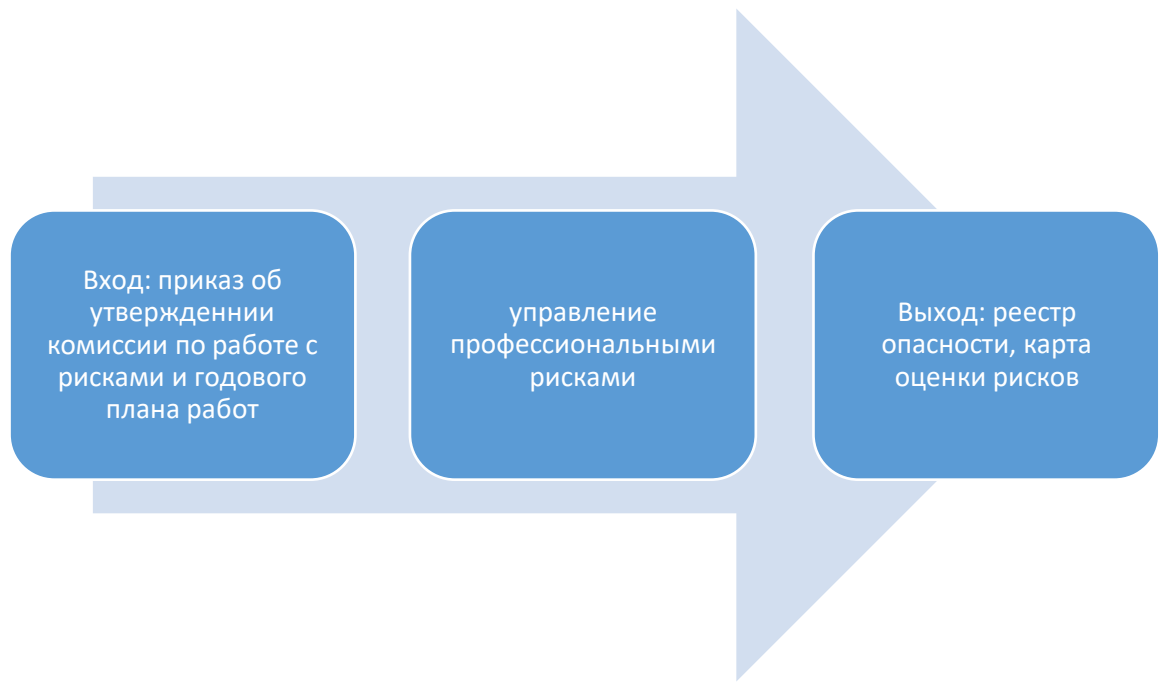 Вход: приказ об
утвержденнии
комиссии по работе с
рисками и годового
плана работ
управление
профессиональными
рисками
Выход: реестр
опасности, карта
оценки рисков